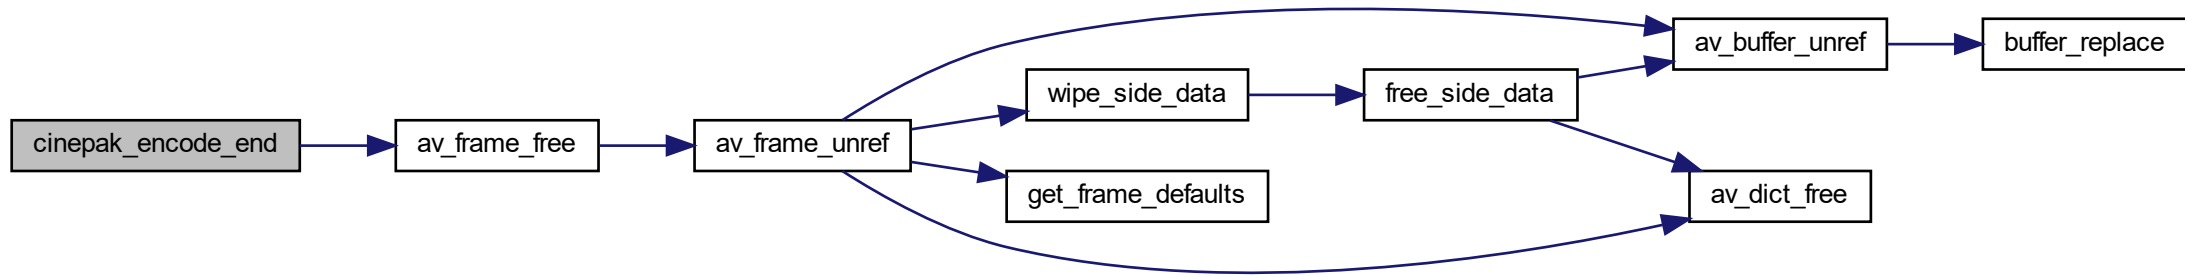 cinepak_encode_end
av_frame_free
av_frame_unref
wipe_side_data
get_frame_defaults
free_side_data
av_buffer_unref
av_dict_free
buffer_replace